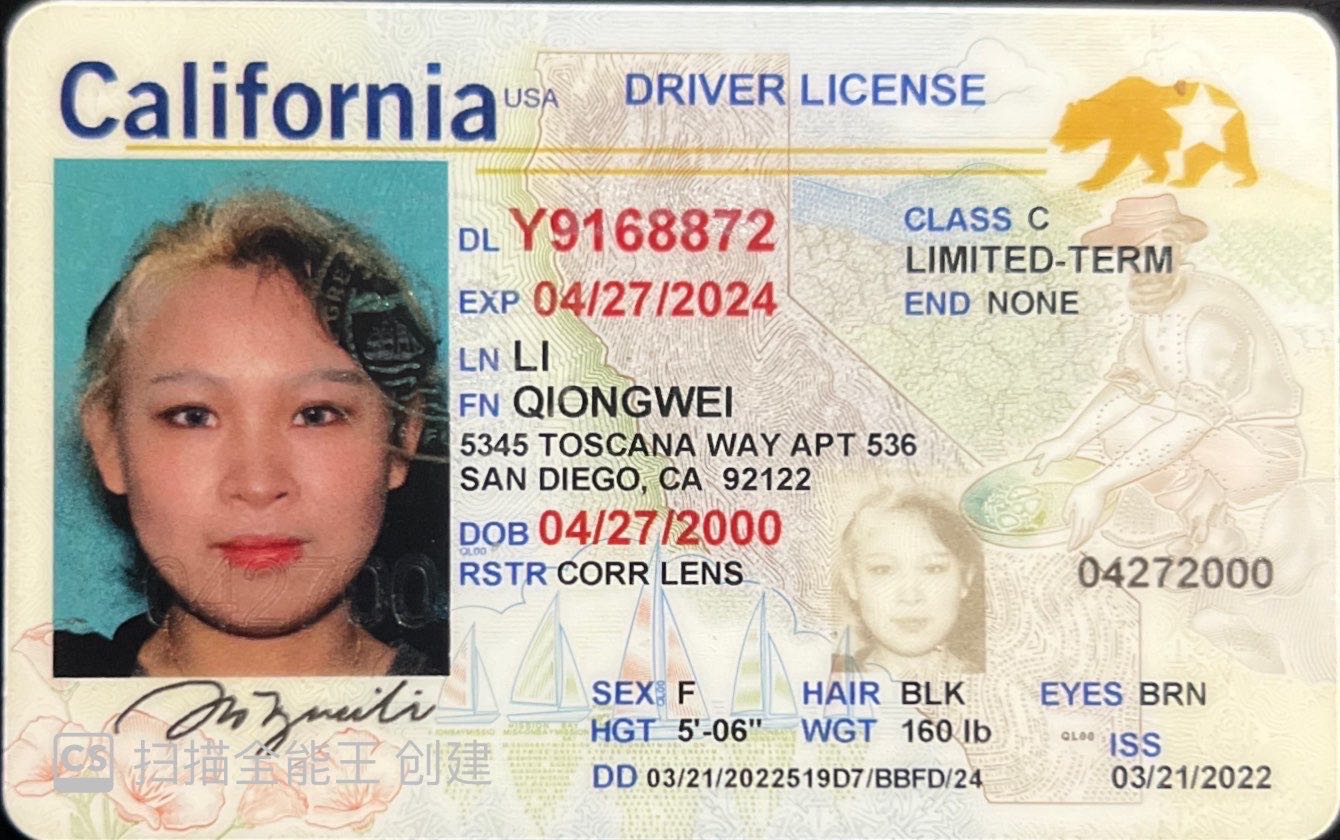 California USA DRIVER LICENSE
DL Y9168872
CLASS C
EXP 04/27/2024
LIMITED-TERM
END NONE
LN LI
FN QIONGWEI
5345 TOSCANA WAY APT 536
SAN DIEGO, CA 92122
DOB 04/27/2000
RSTR CORR LENS
04272000
SEX F HAIR BLK EYES BRN
HGT 5'-06" WGT 160 lb
ISS
DD 03/21/2022519D7/BBFD/24 03/21/2022
CS 扫描全能王 创建